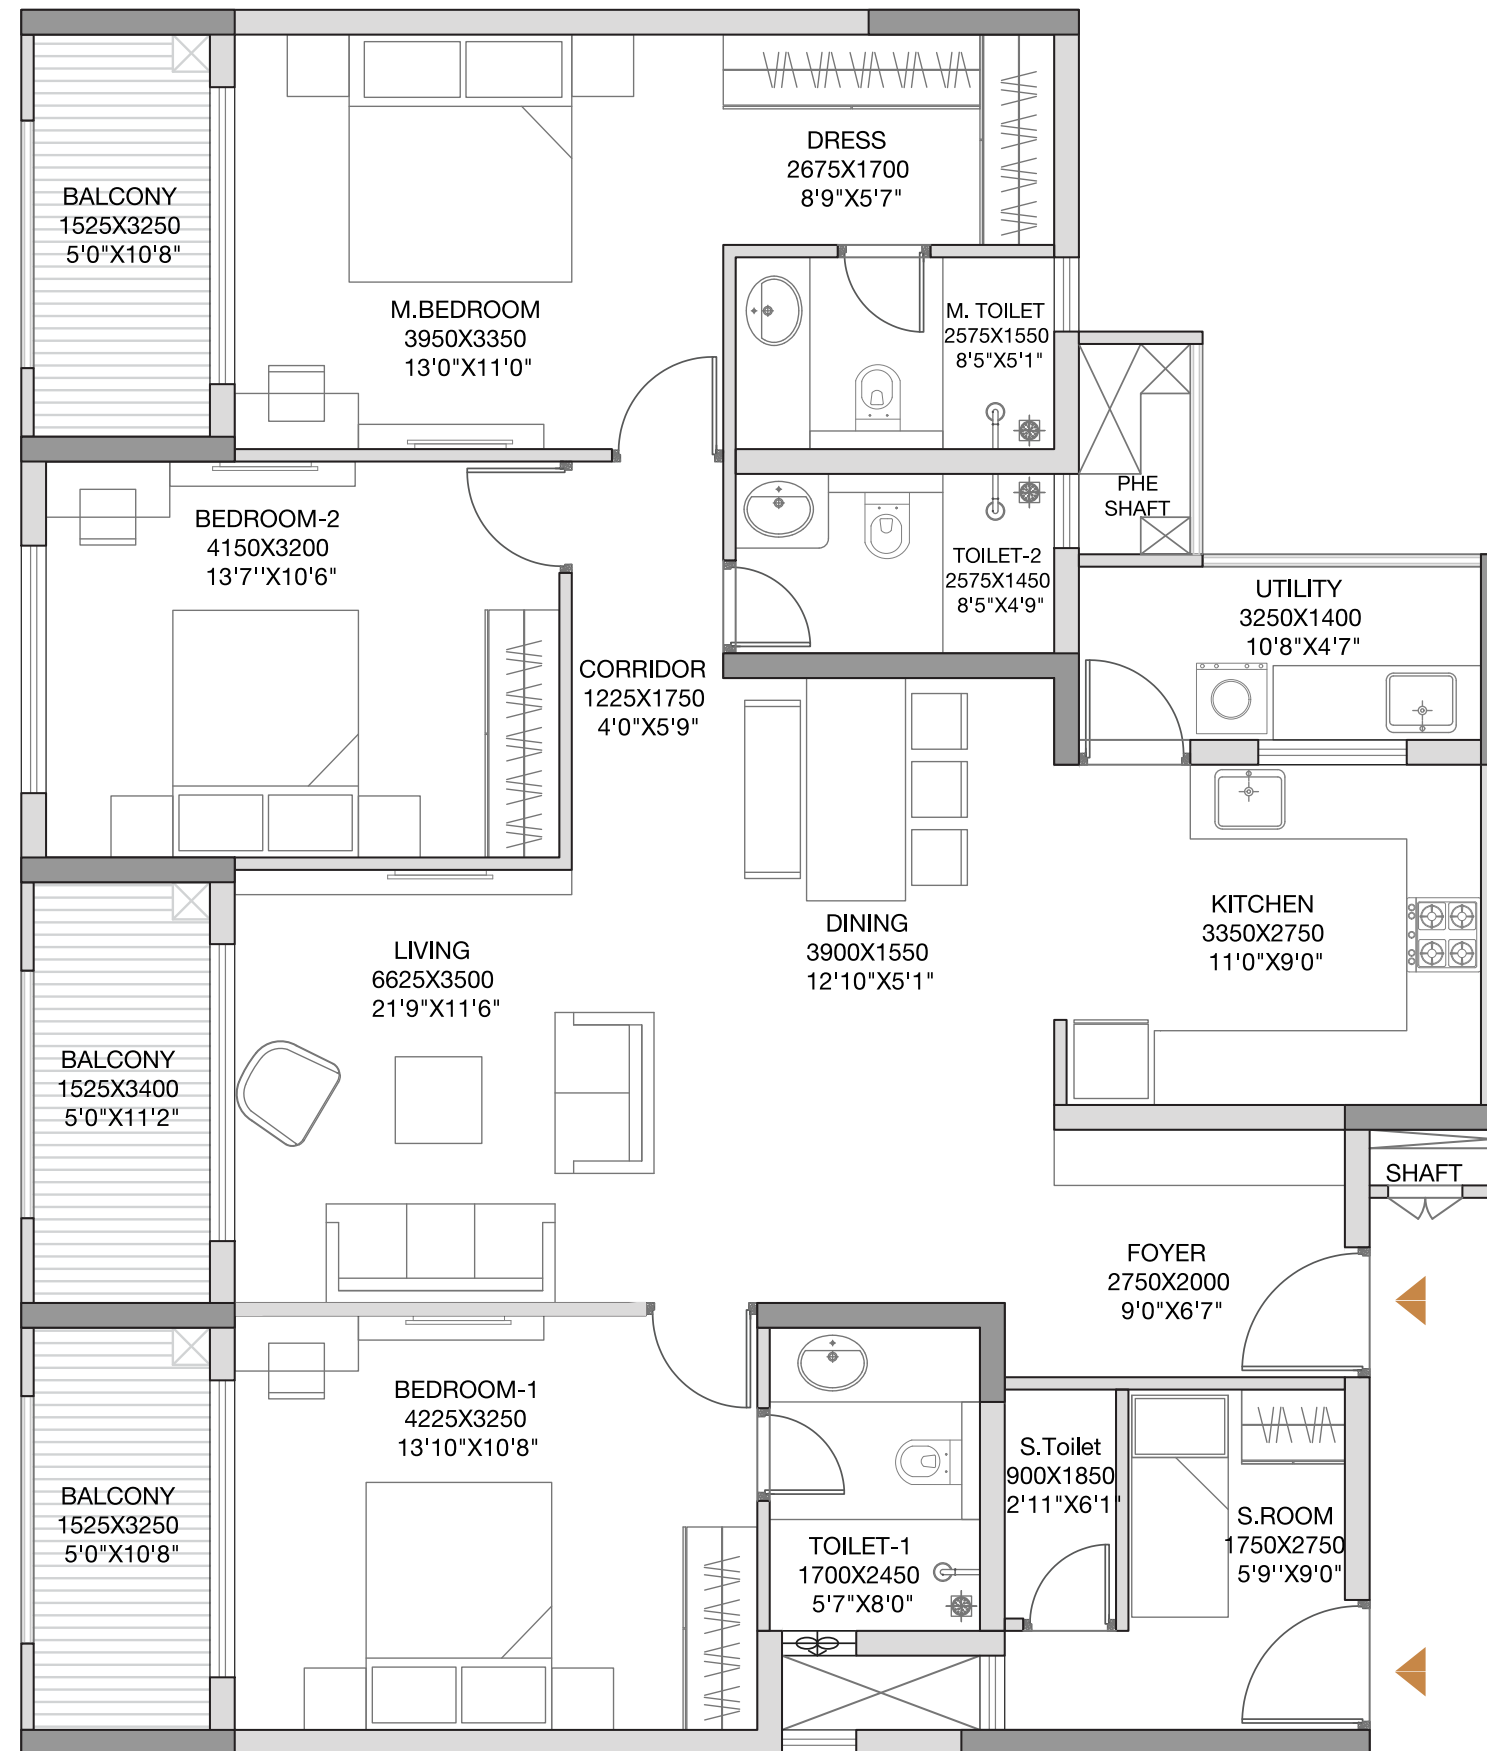 DRESS
2675X1700
8'9"X5'7"
BALCONY
1525X3250
5'0"X10'8"
M.BEDROOM
3950X3350
13'0"X11'0"
M. TOILET
2575X1550
8'5"X5'1"
PHE
SHAFT
BEDROOM-2
4150X3200
13'7''X10'6"
TOILET-2
2575X1450
8'5"X4'9"
UTILITY
3250X1400
10'8"X4'7"
CORRIDOR
1225X1750
4'0"X5'9"
KITCHEN
3350X2750
11'0"X9'0"
DINING
3900X1550
12'10"X5'1"
LIVING
6625X3500
21'9"X11'6"
BALCONY
1525X3400
5'0"X11'2"
SHAFT
FOYER
2750X2000
9'0"X6'7"
BEDROOM-1
4225X3250
13'10"X10'8"
S.Toilet
900X1850
2'11"X6'1"
BALCONY
1525X3250
5'0"X10'8"
S.ROOM
1750X2750
5'9''X9'0"
TOILET-1
1700X2450
5'7"X8'0"